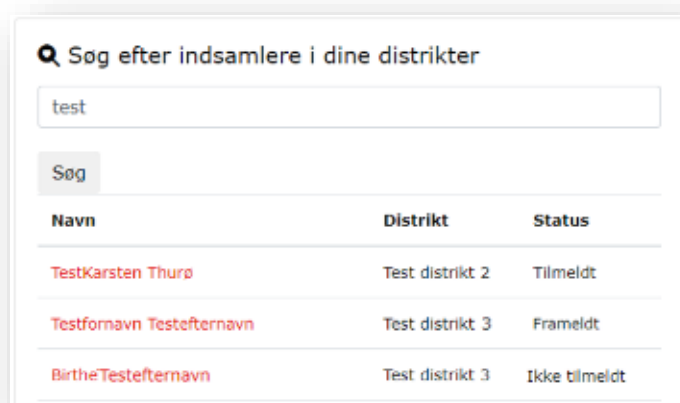 Søg efter indsamlere i dine distrikter
test
Søg
Navn Distrikt Status
TestKarsten Thurø Test distrikt 2 Tilmeldt
Testfornavn Testefternavn Test distrikt 3 Frameldt
BirtheTestefternavn Test distrikt 3 Ikke tilmeldt